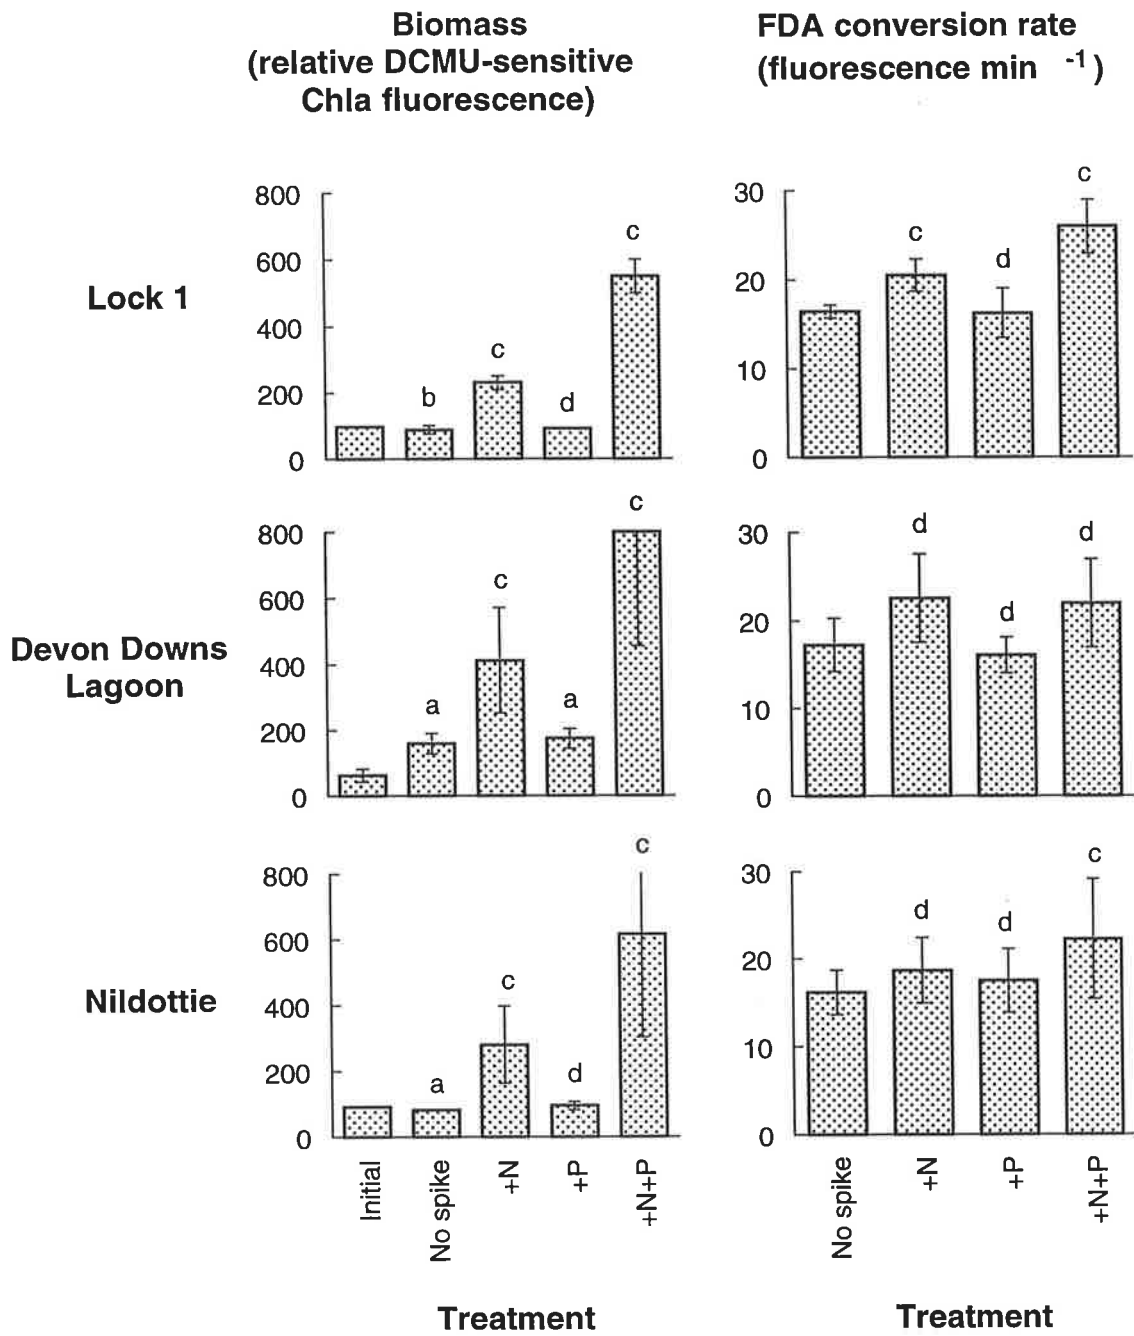 Biomass
(relative DCMU-sensitive
Chla fluorescence)
FDA conversion rate
(fluorescence min -1)
Lock 1
800
600
400
200
0
b
c
d
c
30
20
10
0
c
d
c
Devon Downs
Lagoon
800
600
400
200
0
a
c
a
c
30
20
10
0
d
d
d
Nildottie
800
600
400
200
0
a
c
d
c
30
20
10
0
d
d
c
Initial
No spike
+N
+P
+N+P
No spike
+N
+P
+N+P
Treatment
Treatment